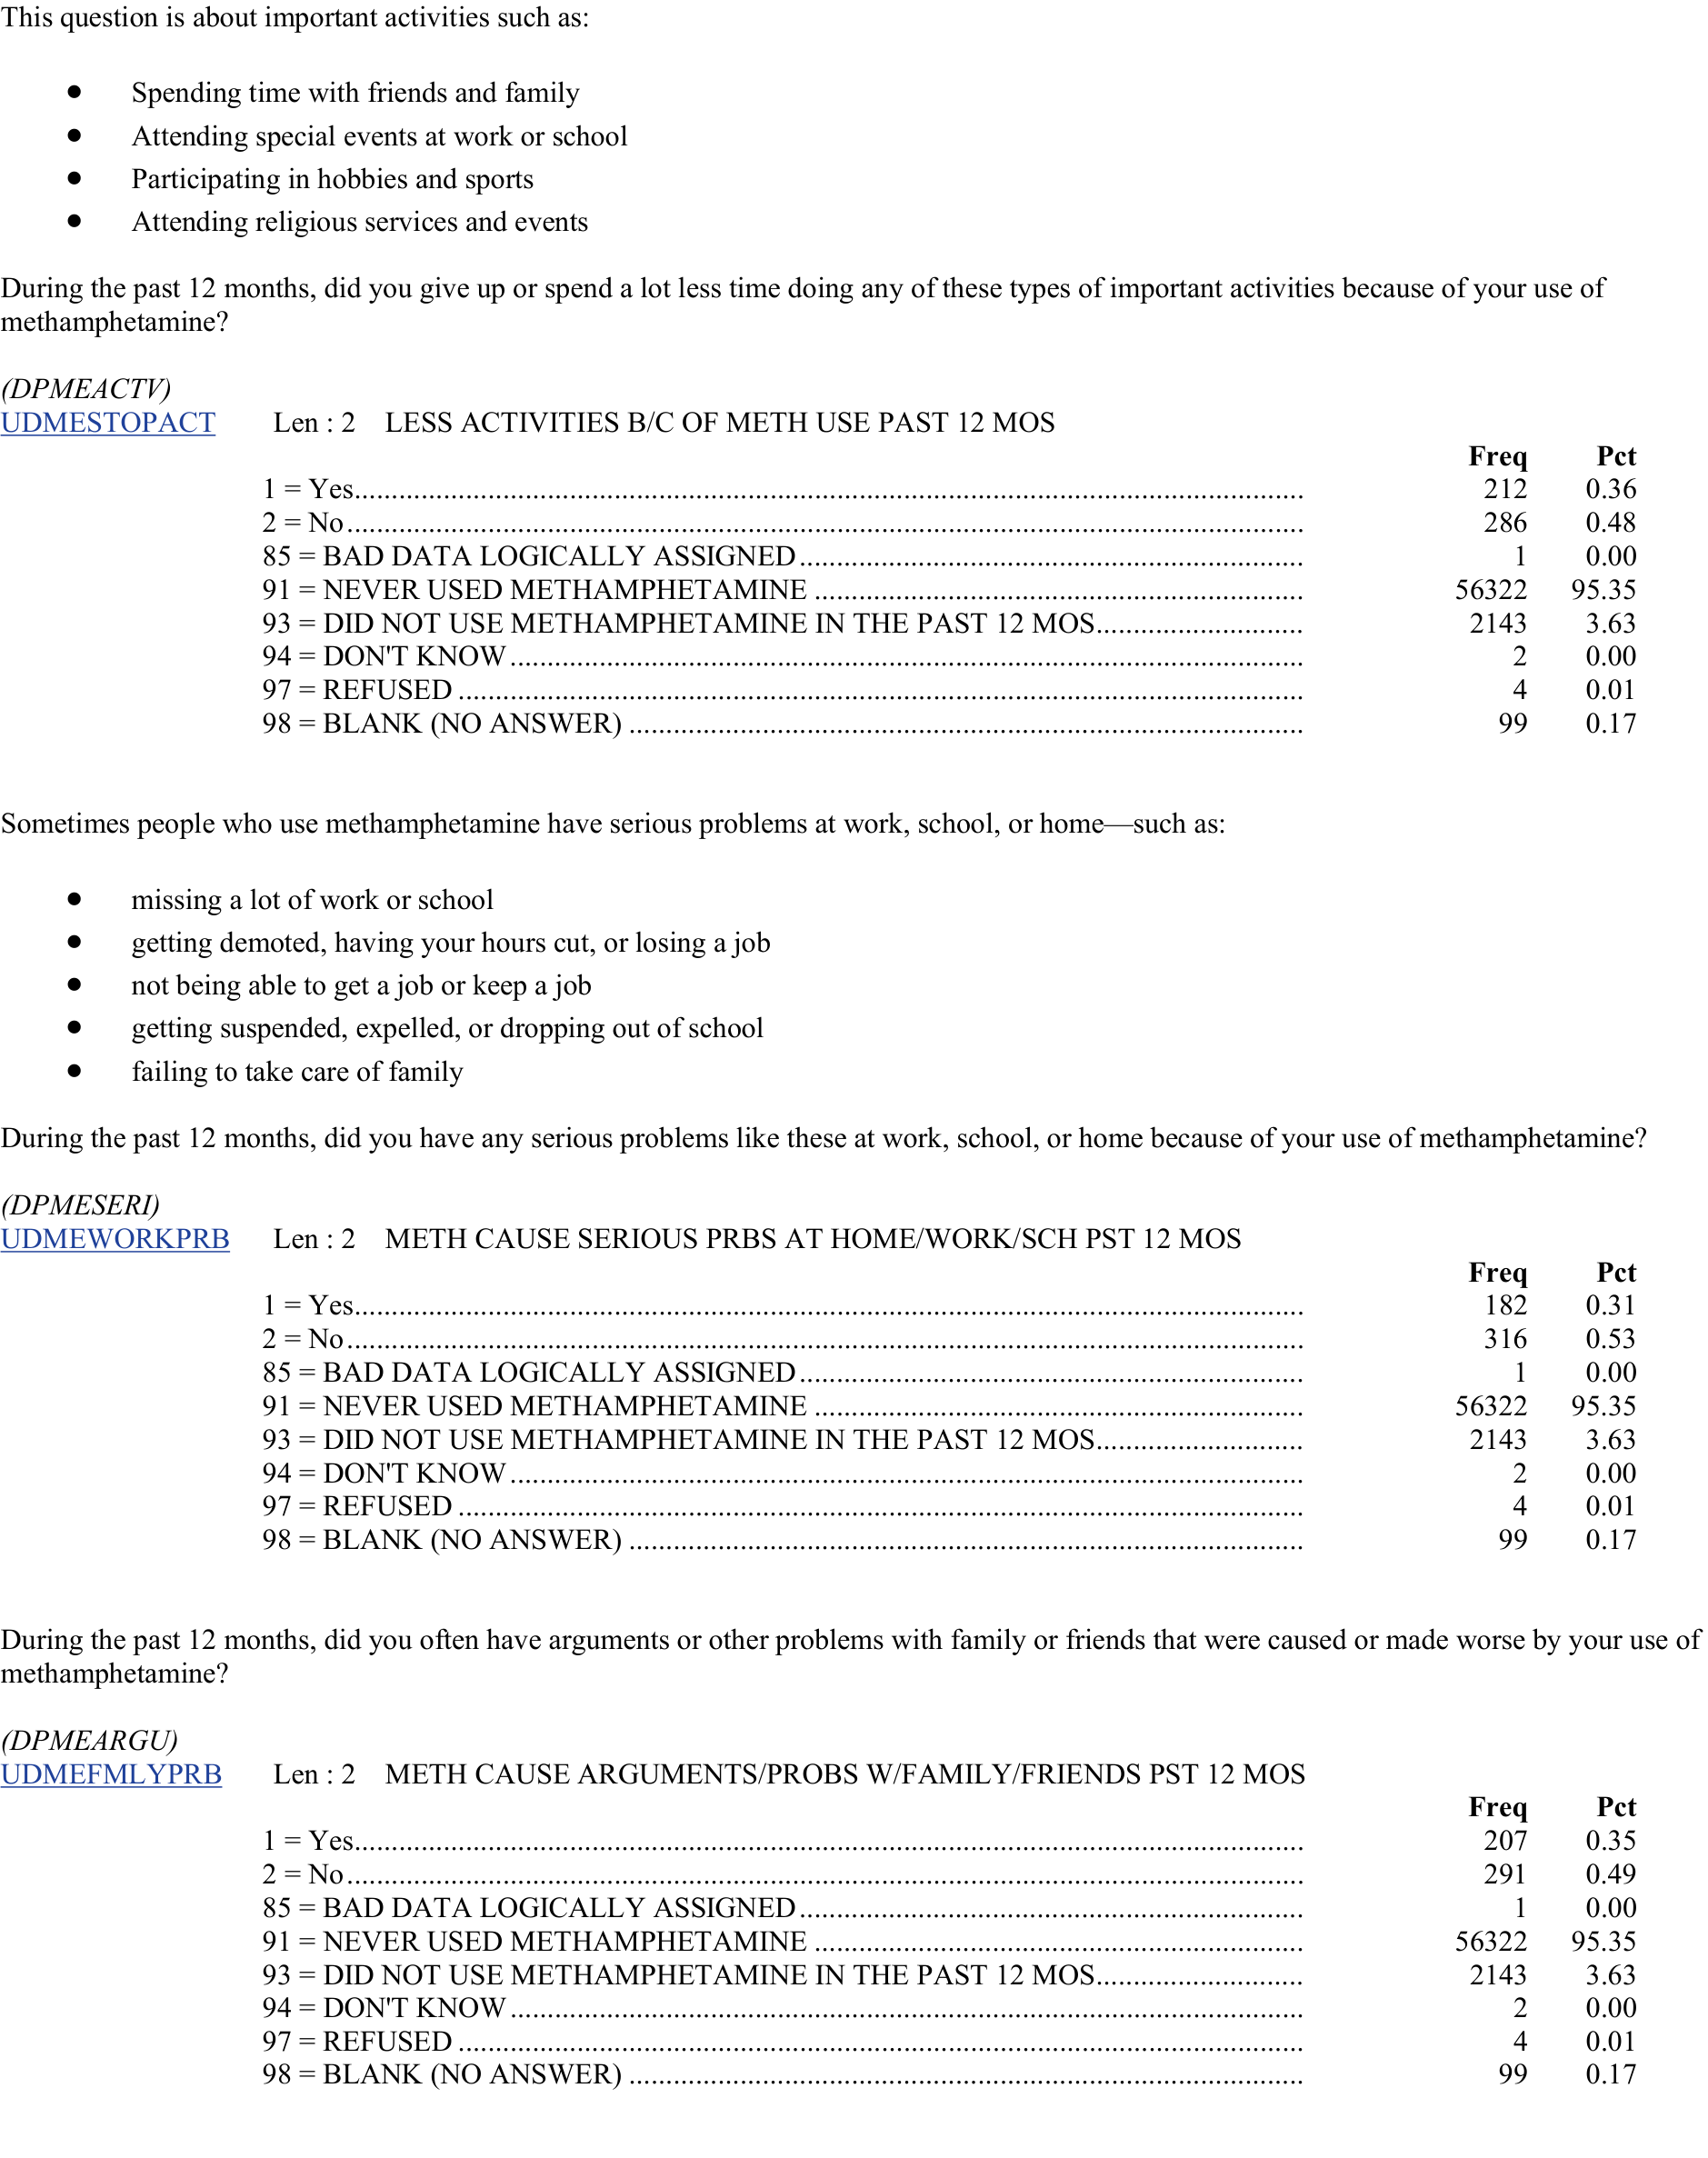 This question is about important activities such as:
• Spending time with friends and family
• Attending special events at work or school
• Participating in hobbies and sports
• Attending religious services and events
During the past 12 months, did you give up or spend a lot less time doing any of these types of important activities because of your use of
methamphetamine?
(DPMEACTV)
UDMESTOPACT Len : 2 LESS ACTIVITIES B/C OF METH USE PAST 12 MOS
Freq Pct
1 = Yes 212 0.36
2 = No 286 0.48
85 = BAD DATA LOGICALLY ASSIGNED 1 0.00
91 = NEVER USED METHAMPHETAMINE 56322 95.35
93 = DID NOT USE METHAMPHETAMINE IN THE PAST 12 MOS 2143 3.63
94 = DON'T KNOW 2 0.00
97 = REFUSED 4 0.01
98 = BLANK (NO ANSWER) 99 0.17
Sometimes people who use methamphetamine have serious problems at work, school, or home—such as:
• missing a lot of work or school
• getting demoted, having your hours cut, or losing a job
• not being able to get a job or keep a job
• getting suspended, expelled, or dropping out of school
• failing to take care of family
During the past 12 months, did you have any serious problems like these at work, school, or home because of your use of methamphetamine?
(DPMESERI)
UDMEWORKPRB Len : 2 METH CAUSE SERIOUS PRBS AT HOME/WORK/SCH PST 12 MOS
Freq Pct
1 = Yes 182 0.31
2 = No 316 0.53
85 = BAD DATA LOGICALLY ASSIGNED 1 0.00
91 = NEVER USED METHAMPHETAMINE 56322 95.35
93 = DID NOT USE METHAMPHETAMINE IN THE PAST 12 MOS 2143 3.63
94 = DON'T KNOW 2 0.00
97 = REFUSED 4 0.01
98 = BLANK (NO ANSWER) 99 0.17
During the past 12 months, did you often have arguments or other problems with family or friends that were caused or made worse by your use of
methamphetamine?
(DPMEARGU)
UDMEFMLYPRB Len : 2 METH CAUSE ARGUMENTS/PROBS W/FAMILY/FRIENDS PST 12 MOS
Freq Pct
1 = Yes 207 0.35
2 = No 291 0.49
85 = BAD DATA LOGICALLY ASSIGNED 1 0.00
91 = NEVER USED METHAMPHETAMINE 56322 95.35
93 = DID NOT USE METHAMPHETAMINE IN THE PAST 12 MOS 2143 3.63
94 = DON'T KNOW 2 0.00
97 = REFUSED 4 0.01
98 = BLANK (NO ANSWER) 99 0.17